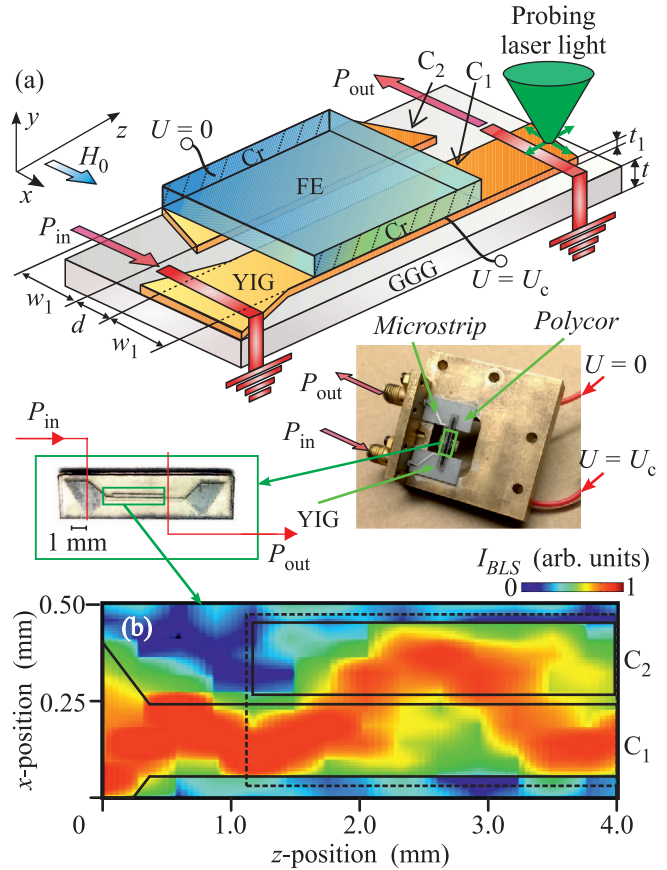 Probing
laser light
(a)
C2
C1
Pout
y
z
x
H0
U = 0
Cr
FE
t1
t
Pin
Cr
YIG
GGG
U = Uc
w1
d
w1
Microstrip
Polycor
Pout
U = 0
Pin
Pin
U = Uc
YIG
1 mm
Pout
IBLS (arb. units)
0 1
0.50
(b)
C2
0.25
C1
x-position (mm)
0
0 1.0 2.0 3.0 4.0
z-position (mm)